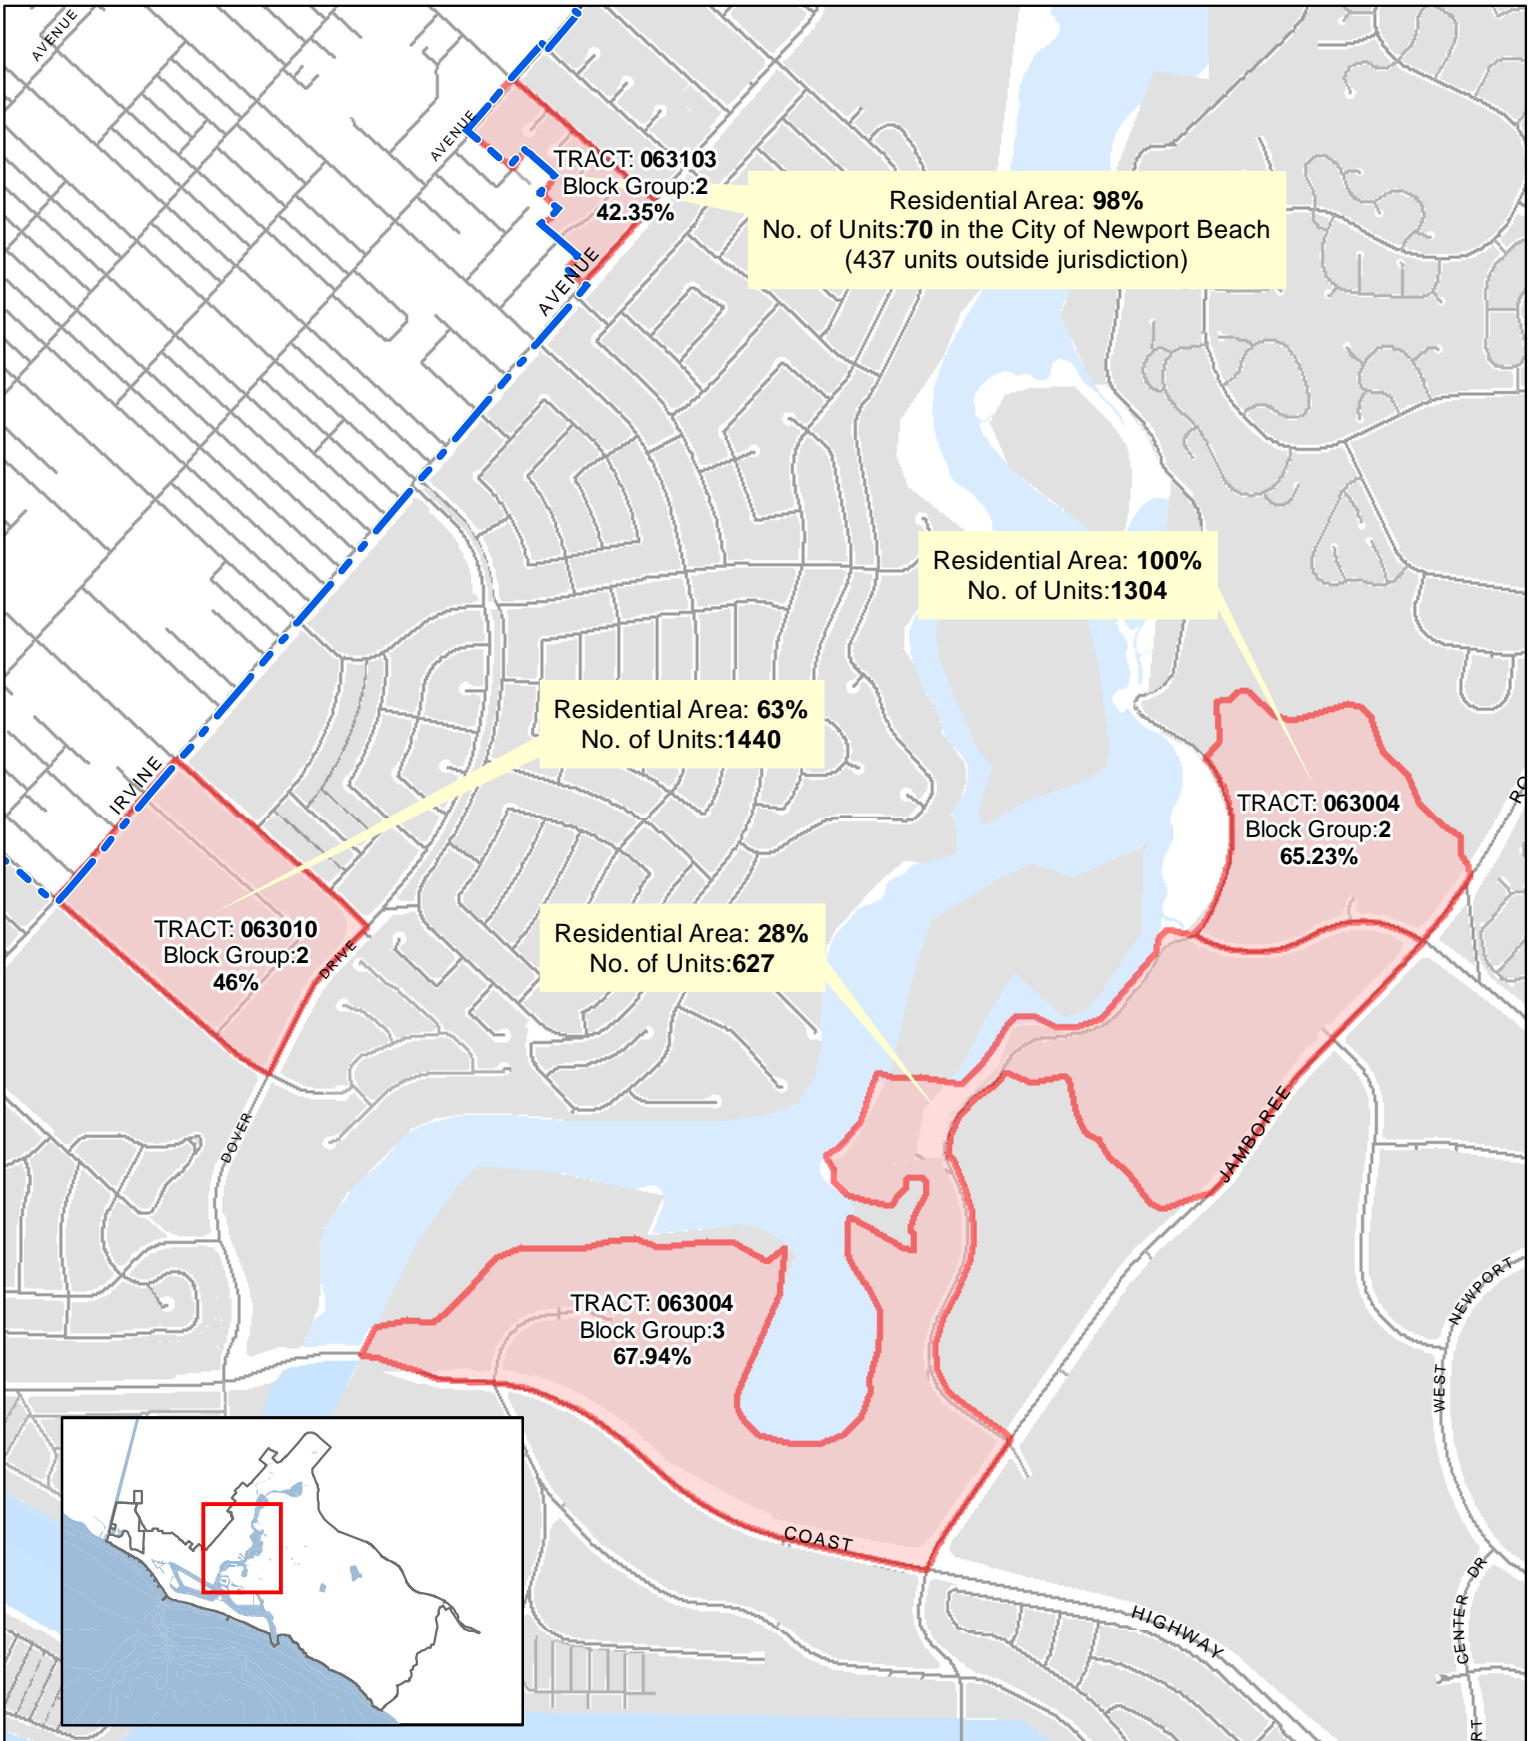 AVENUE
AVENUE
TRACT: 063103
Block Group:2
42.35%
Residential Area: 98%
No. of Units:70 in the City of Newport Beach
(437 units outside jurisdiction)
AVENUE
Residential Area: 100%
No. of Units:1304
Residential Area: 63%
No. of Units:1440
IRVINE
RO
TRACT: 063004
Block Group:2
65.23%
TRACT: 063010
Block Group:2
46%
DRIVE
Residential Area: 28%
No. of Units:627
DOVER
JAMBOREE
TRACT: 063004
Block Group:3
67.94%
NEWPORT
WEST
COAST
HIGHWAY
CENTER DR
RT